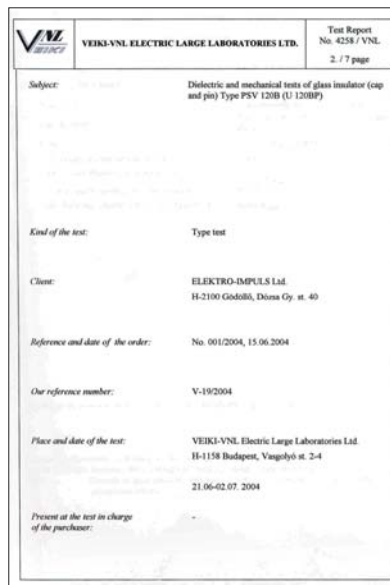 VNL
VEIKI-VNL ELECTRIC LARGE LABORATORIES LTD.
Test Report
No. 4258 / VNL
2. / 7 page
Subject:
Dielectric and mechanical tests of glass insulator (cap
and pin) Type PSV 120B (U 120BP)
Kind of the test:
Type test
Client:
ELEKTRO-IMPULS Ltd.
H-2100 Gödöllő, Dózsa Gy. st. 40
Reference and date of the order:
No. 001/2004, 15.06.2004
Our reference number:
V-19/2004
Place and date of the test:
VEIKI-VNL Electric Large Laboratories Ltd.
H-1158 Budapest, Vasgolyó st. 2-4
21.06-02.07. 2004
Present at the test in charge
of the purchaser:
-